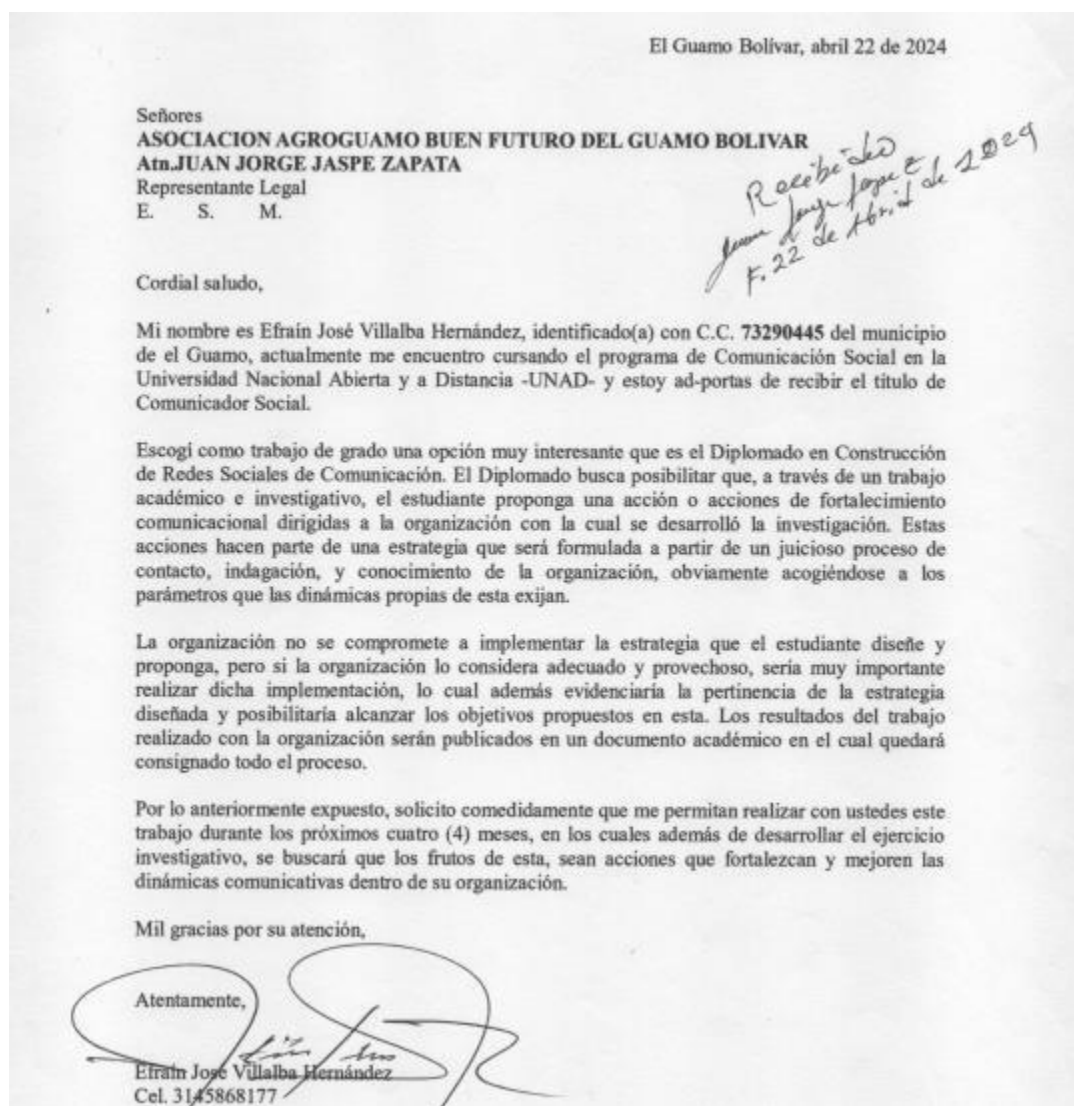 El Guamo Bolívar, abril 22 de 2024
Señores
ASOCIACION AGROGUAMO BUEN FUTURO DEL GUAMO BOLIVAR
Atn.JUAN JORGE JASPE ZAPATA
Representante Legal
E. S. M.
Recibido
Juan Jorge Jaspe Z
F. 22 de Abril de 2024
Cordial saludo,
Mi nombre es Efraín José Villalba Hernández, identificado(a) con C.C. 73290445 del municipio
de el Guamo, actualmente me encuentro cursando el programa de Comunicación Social en la
Universidad Nacional Abierta y a Distancia -UNAD- y estoy ad-portas de recibir el título de
Comunicador Social.
Escogí como trabajo de grado una opción muy interesante que es el Diplomado en Construcción
de Redes Sociales de Comunicación. El Diplomado busca posibilitar que, a través de un trabajo
académico e investigativo, el estudiante proponga una acción o acciones de fortalecimiento
comunicacional dirigidas a la organización con la cual se desarrolló la investigación. Estas
acciones hacen parte de una estrategia que será formulada a partir de un juicioso proceso de
contacto, indagación, y conocimiento de la organización, obviamente acogiéndose a los
parámetros que las dinámicas propias de esta exijan.
La organización no se compromete a implementar la estrategia que el estudiante diseñe y
proponga, pero si la organización lo considera adecuado y provechoso, sería muy importante
realizar dicha implementación, lo cual además evidenciaría la pertinencia de la estrategia
diseñada y posibilitaría alcanzar los objetivos propuestos en esta. Los resultados del trabajo
realizado con la organización serán publicados en un documento académico en el cual quedará
consignado todo el proceso.
Por lo anteriormente expuesto, solicito comedidamente que me permitan realizar con ustedes este
trabajo durante los próximos cuatro (4) meses, en los cuales además de desarrollar el ejercicio
investigativo, se buscará que los frutos de esta, sean acciones que fortalezcan y mejoren las
dinámicas comunicativas dentro de su organización.
Mil gracias por su atención,
Atentamente,
Efraín José Villalba Hernández
Cel. 3145868177